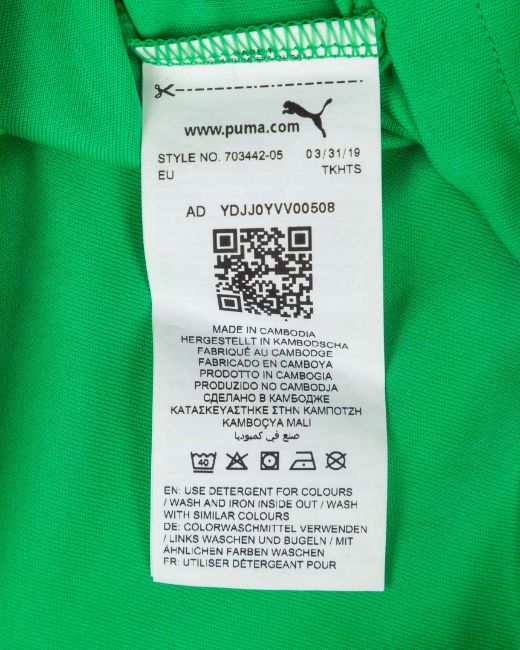 www.puma.com
STYLE NO. 703442-05 03/31/19
EU TKHTS
AD YDJJ0YVV00508
MADE IN CAMBODIA
HERGESTELLT IN KAMBODSCHA
FABRIQUÉ AU CAMBODGE
FABRICADO EN CAMBOYA
PRODOTTO IN CAMBOGIA
PRODUZIDO NO CAMBODJA
СДЕЛАНО В КАМБОДЖЕ
ΚΑΤΑΣΚΕΥΑΣΤΗΚΕ ΣΤΗΝ ΚΑΜΠΟΤΖΗ
KAMBOÇYA MALI
صنع في كمبوديا
40
EN: USE DETERGENT FOR COLOURS
/ WASH AND IRON INSIDE OUT / WASH
WITH SIMILAR COLOURS
DE: COLORWASCHMITTEL VERWENDEN
/ LINKS WASCHEN UND BUGELN / MIT
ÄHNLICHEN FARBEN WASCHEN
FR: UTILISER DÉTERGENT POUR